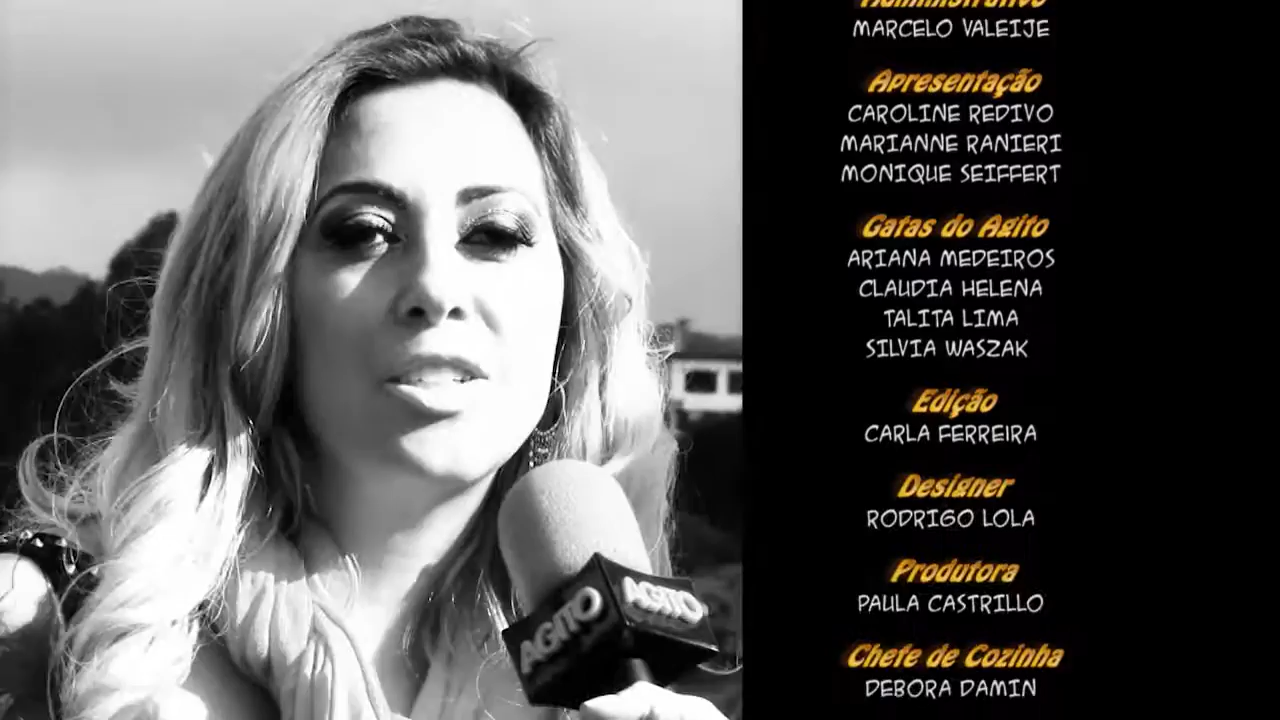 Administrativo
MARCELO VALEIJE
Apresentação
CAROLINE REDIVO
MARIANNE RANIERI
MONIQUE SEIFFERT
Gatas do Agito
ARIANA MEDEIROS
CLAUDIA HELENA
TALITA LIMA
SILVIA WASZAK
Edição
CARLA FERREIRA
Designer
RODRIGO LOLA
Produtora
PAULA CASTRILLO
Chefe de Cozinha
DEBORA DAMIN
AGITO
AGITO